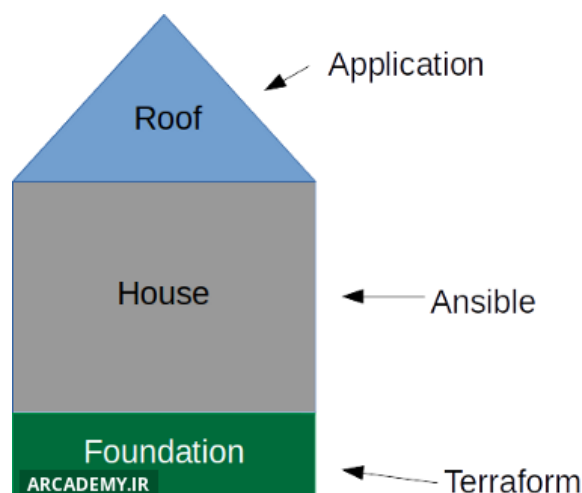 Application
Roof
House
Ansible
Foundation
ARCADEMY.IR
Terraform